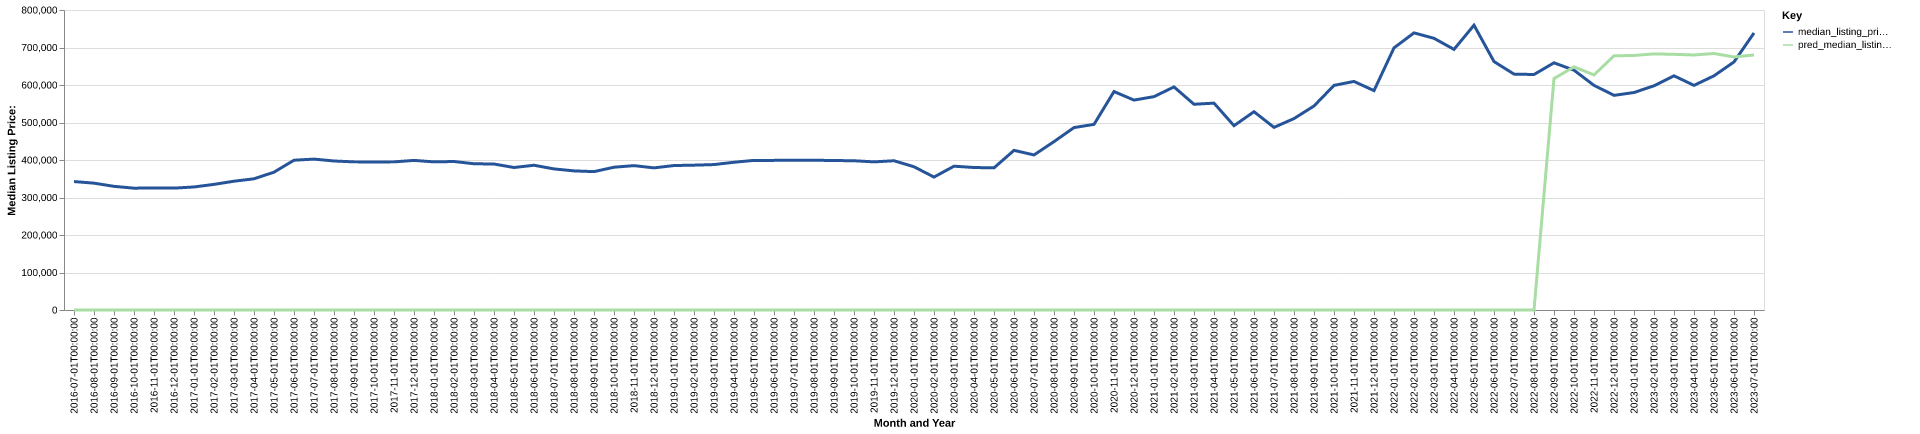 800,000
700,000
600,000
500,000
400,000
300,000
200,000
100,000
0
Median Listing Price:
2016-07-01T00:00:00
2016-08-01T00:00:00
2016-09-01T00:00:00
2016-10-01T00:00:00
2016-11-01T00:00:00
2016-12-01T00:00:00
2017-01-01T00:00:00
2017-02-01T00:00:00
2017-03-01T00:00:00
2017-04-01T00:00:00
2017-05-01T00:00:00
2017-06-01T00:00:00
2017-07-01T00:00:00
2017-08-01T00:00:00
2017-09-01T00:00:00
2017-10-01T00:00:00
2017-11-01T00:00:00
2017-12-01T00:00:00
2018-01-01T00:00:00
2018-02-01T00:00:00
2018-03-01T00:00:00
2018-04-01T00:00:00
2018-05-01T00:00:00
2018-06-01T00:00:00
2018-07-01T00:00:00
2018-08-01T00:00:00
2018-09-01T00:00:00
2018-10-01T00:00:00
2018-11-01T00:00:00
2018-12-01T00:00:00
2019-01-01T00:00:00
2019-02-01T00:00:00
2019-03-01T00:00:00
2019-04-01T00:00:00
2019-05-01T00:00:00
2019-06-01T00:00:00
2019-07-01T00:00:00
2019-08-01T00:00:00
2019-09-01T00:00:00
2019-10-01T00:00:00
2019-11-01T00:00:00
2019-12-01T00:00:00
2020-01-01T00:00:00
2020-02-01T00:00:00
2020-03-01T00:00:00
2020-04-01T00:00:00
2020-05-01T00:00:00
2020-06-01T00:00:00
2020-07-01T00:00:00
2020-08-01T00:00:00
2020-09-01T00:00:00
2020-10-01T00:00:00
2020-11-01T00:00:00
2020-12-01T00:00:00
2021-01-01T00:00:00
2021-02-01T00:00:00
2021-03-01T00:00:00
2021-04-01T00:00:00
2021-05-01T00:00:00
2021-06-01T00:00:00
2021-07-01T00:00:00
2021-08-01T00:00:00
2021-09-01T00:00:00
2021-10-01T00:00:00
2021-11-01T00:00:00
2021-12-01T00:00:00
2022-01-01T00:00:00
2022-02-01T00:00:00
2022-03-01T00:00:00
2022-04-01T00:00:00
2022-05-01T00:00:00
2022-06-01T00:00:00
2022-07-01T00:00:00
2022-08-01T00:00:00
2022-09-01T00:00:00
2022-10-01T00:00:00
2022-11-01T00:00:00
2022-12-01T00:00:00
2023-01-01T00:00:00
2023-02-01T00:00:00
2023-03-01T00:00:00
2023-04-01T00:00:00
2023-05-01T00:00:00
2023-06-01T00:00:00
2023-07-01T00:00:00
Month and Year
Key
median_listing_pri…
pred_median_listin…